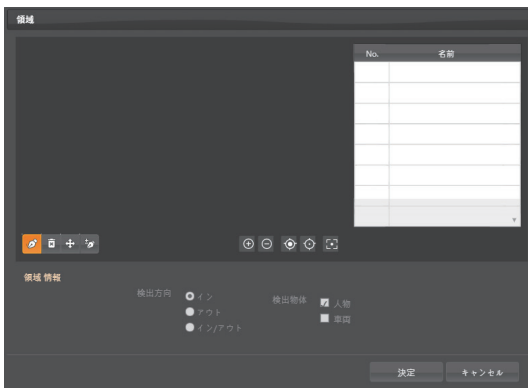 領域
No. 名前
領域 情報
検出方向 イン 検出物体 人物
アウト 車両
イン/アウト
決定 キャンセル